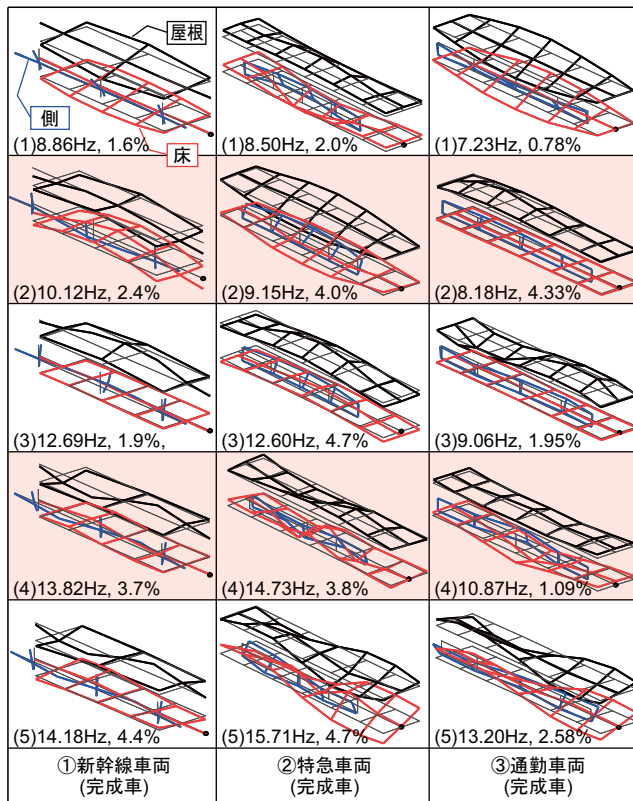 屋根
側
床
(1)8.86Hz, 1.6%
(1)8.50Hz, 2.0%
(1)7.23Hz, 0.78%
(2)10.12Hz, 2.4%
(2)9.15Hz, 4.0%
(2)8.18Hz, 4.33%
(3)12.69Hz, 1.9%,
(3)12.60Hz, 4.7%
(3)9.06Hz, 1.95%
(4)13.82Hz, 3.7%
(4)14.73Hz, 3.8%
(4)10.87Hz, 1.09%
(5)14.18Hz, 4.4%
(5)15.71Hz, 4.7%
(5)13.20Hz, 2.58%
①新幹線車両
(完成車)
②特急車両
(完成車)
③通勤車両
(完成車)